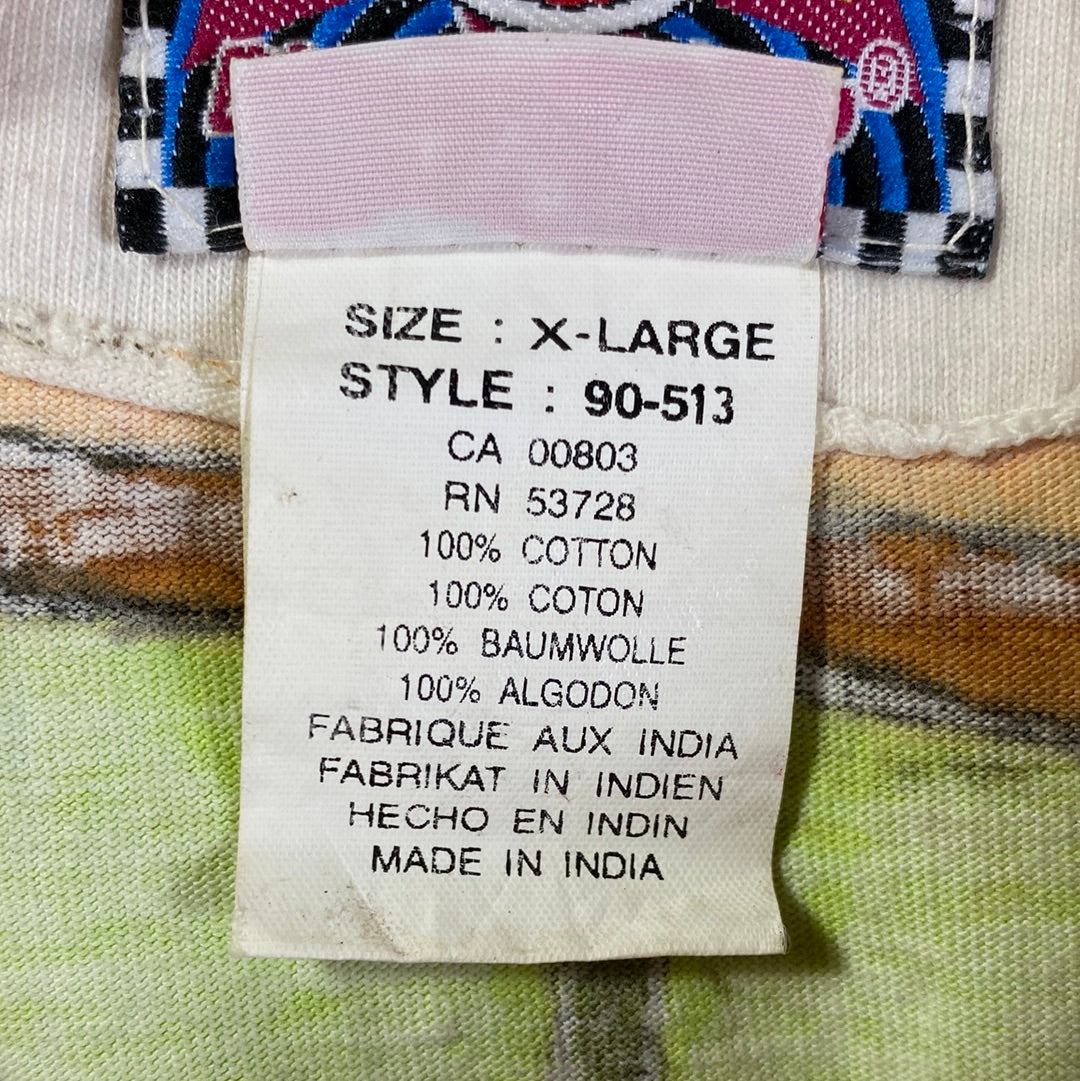 ®
SIZE : X-LARGE
STYLE : 90-513
CA 00803
RN 53728
100% COTTON
100% COTON
100% BAUMWOLLE
100% ALGODON
FABRIQUE AUX INDIA
FABRIKAT IN INDIEN
HECHO EN INDIN
MADE IN INDIA